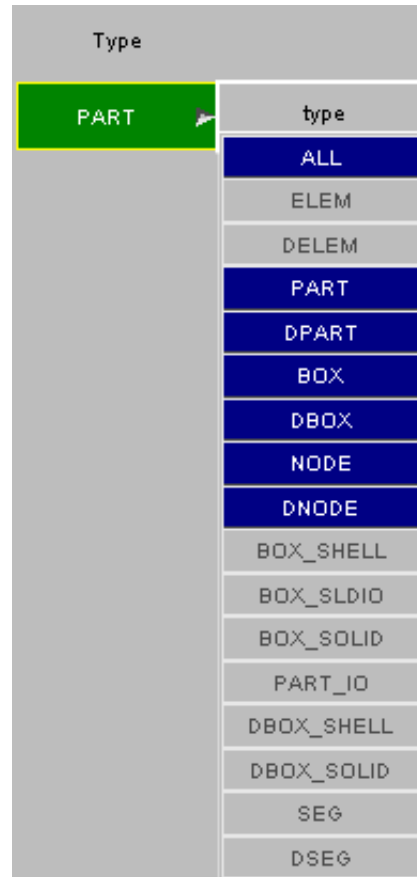 Type
PART
type
ALL
ELEM
DELEM
PART
DPART
BOX
DBOX
NODE
DNODE
BOX_SHELL
BOX_SLDIO
BOX_SOLID
PART_IO
DBOX_SHELL
DBOX_SOLID
SEG
DSEG